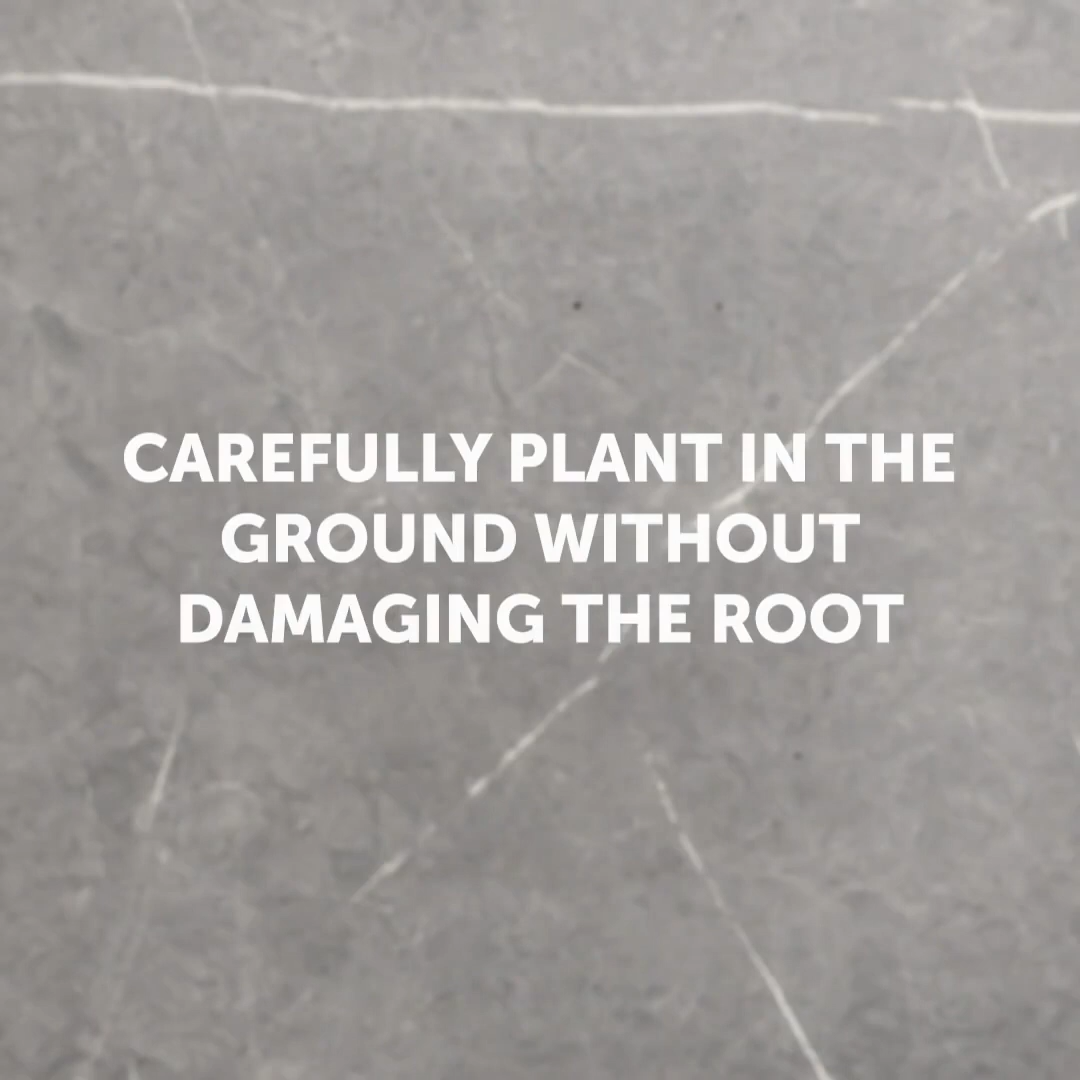 CAREFULLY PLANT IN THE
GROUND WITHOUT
DAMAGING THE ROOT